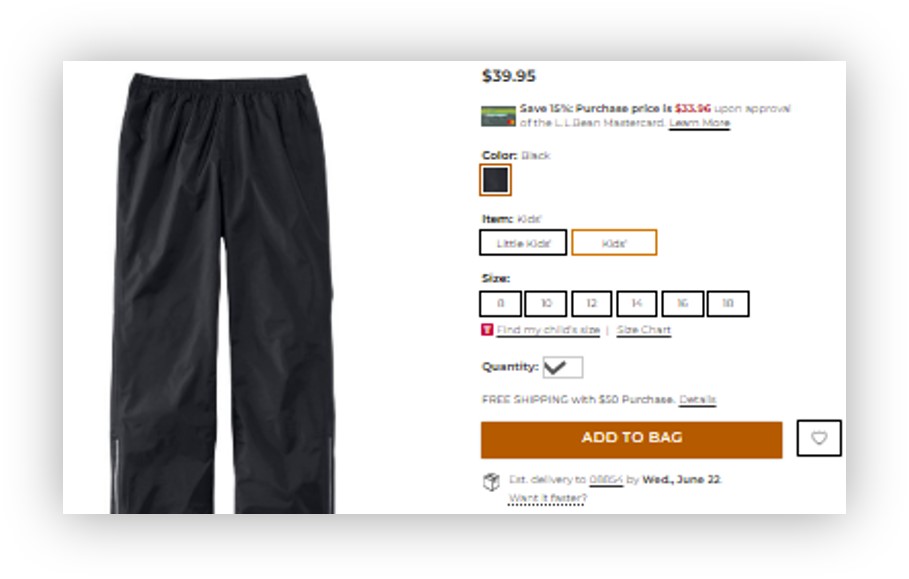 $39.95
Save 15%: Purchase price is $33.96 upon approval
of the L.L.Bean Mastercard. Learn More
Color: Black
Item: Kids'
Little Kids' Kids'
Size:
8 10 12 14 16 18
Find my child's size | Size Chart
Quantity:
FREE SHIPPING with $50 Purchase. Details
ADD TO BAG
Est. delivery to 08854 by Wed., June 22.
Want it faster?